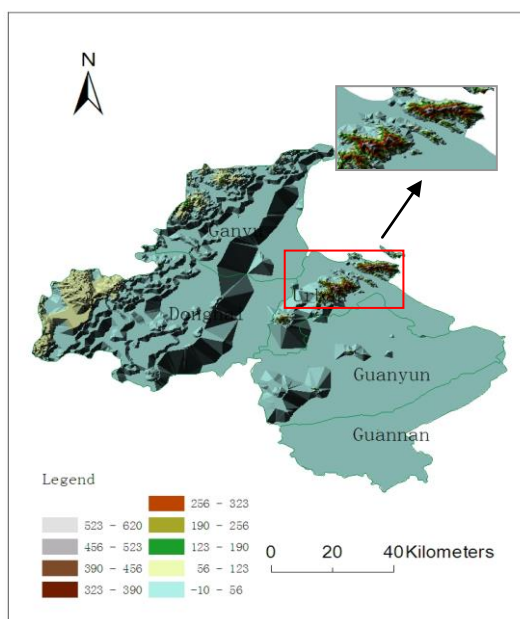 N
Ganyu
Urban
Donghai
Guanyun
Guannan
Legend
523 - 620
456 - 523
390 - 456
323 - 390
256 - 323
190 - 256
123 - 190
56 - 123
-10 - 56
0 20 40 Kilometers